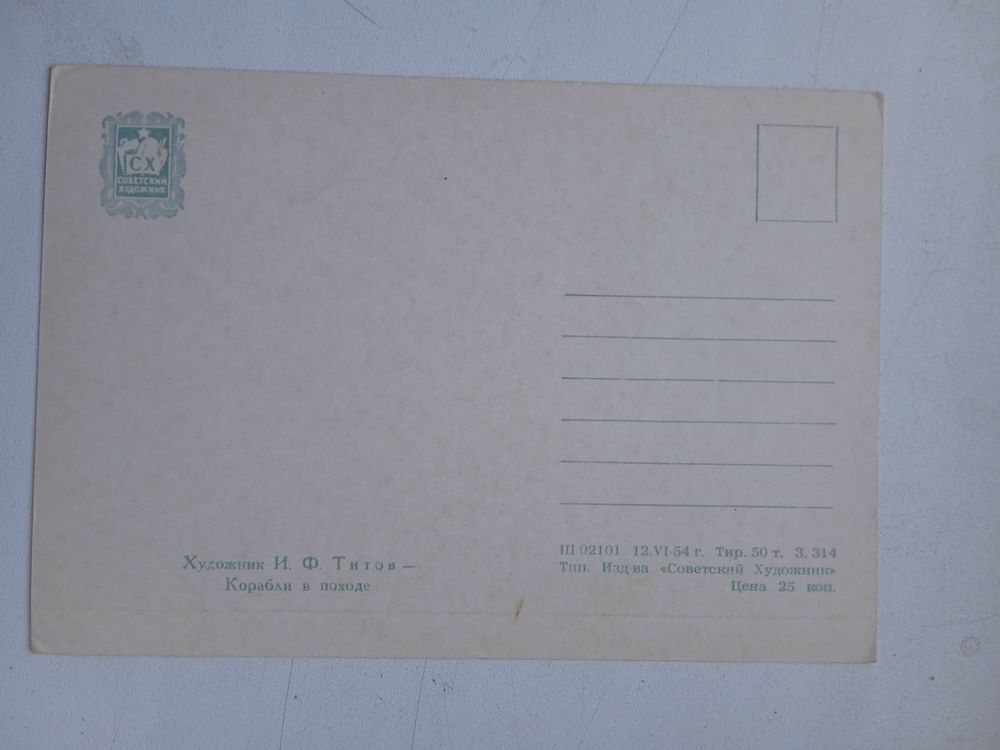 СХ
СОВЕТСКИЙ
ХУДОЖНИК
Художник И. Ф. Титов —
Корабли в походе
Ш 02101 12.VI-54 г. Тир. 50 т. З. 314
Тип. Изд-ва «Советский Художник»
Цена 25 коп.